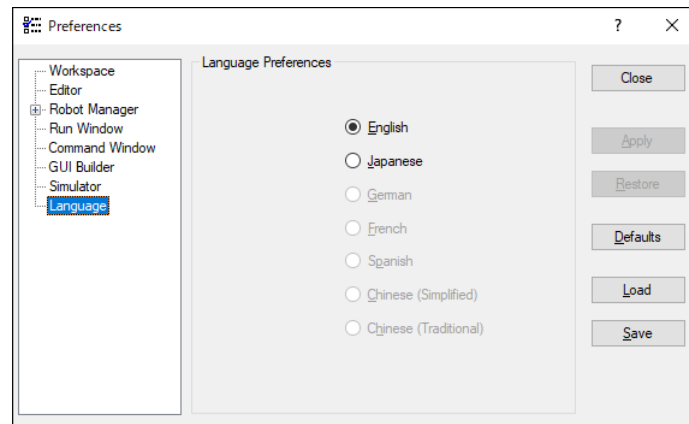 Preferences
?
Workspace
Editor
Robot Manager
Run Window
Command Window
GUI Builder
Simulator
Language
Language Preferences
English
Japanese
German
French
Spanish
Chinese (Simplified)
Chinese (Traditional)
Close
Apply
Restore
Defaults
Load
Save